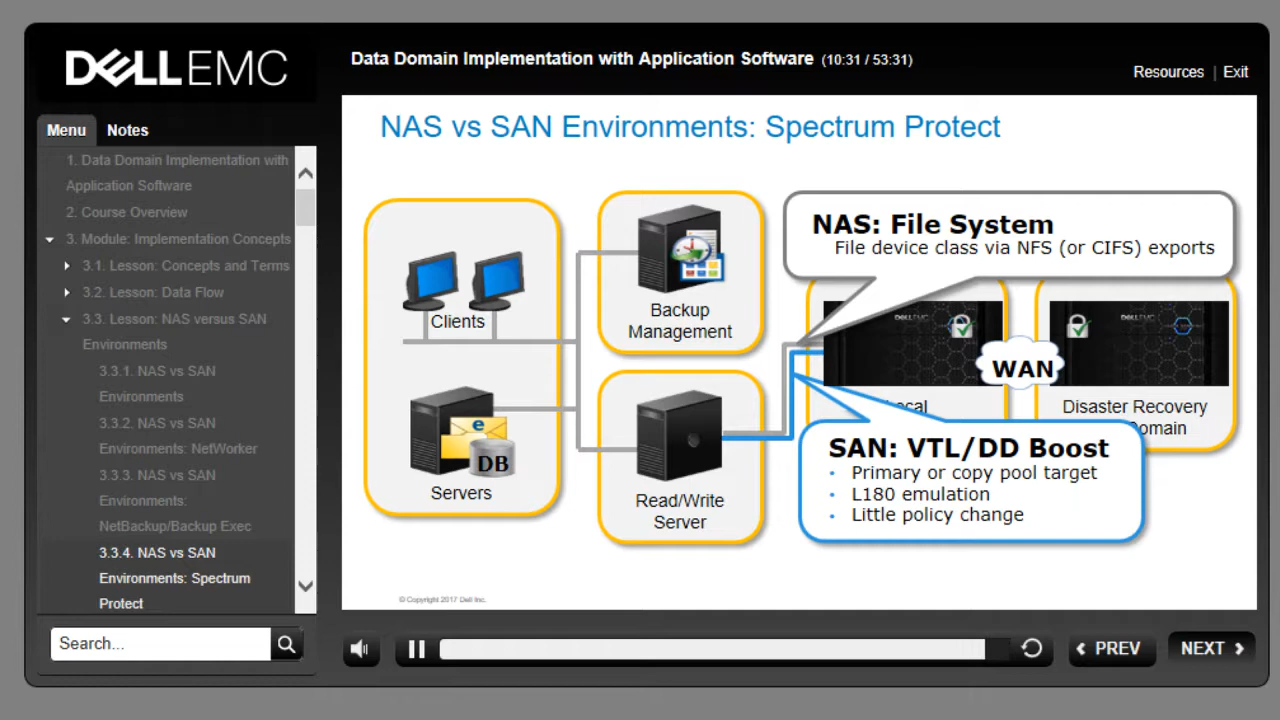 DELLEMC
Data Domain Implementation with Application Software (10:31 / 53:31)
Resources | Exit
Menu
Notes
1. Data Domain Implementation with
Application Software
2. Course Overview
3. Module: Implementation Concepts
3.1. Lesson: Concepts and Terms
3.2. Lesson: Data Flow
3.3. Lesson: NAS versus SAN
Environments
3.3.1. NAS vs SAN
Environments
3.3.2. NAS vs SAN
Environments: NetWorker
3.3.3. NAS vs SAN
Environments:
NetBackup/Backup Exec
3.3.4. NAS vs SAN
Environments: Spectrum
Protect
Search...
NAS vs SAN Environments: Spectrum Protect
Clients
e
DB
Servers
Backup
Management
Read/Write
Server
NAS: File System
File device class via NFS (or CIFS) exports
DELLEMC
DELLEMC
WAN
Disaster Recovery
SAN: VTL/DD Boost
• Primary or copy pool target
• L180 emulation
• Little policy change
© Copyright 2017 Dell Inc.
PREV
NEXT